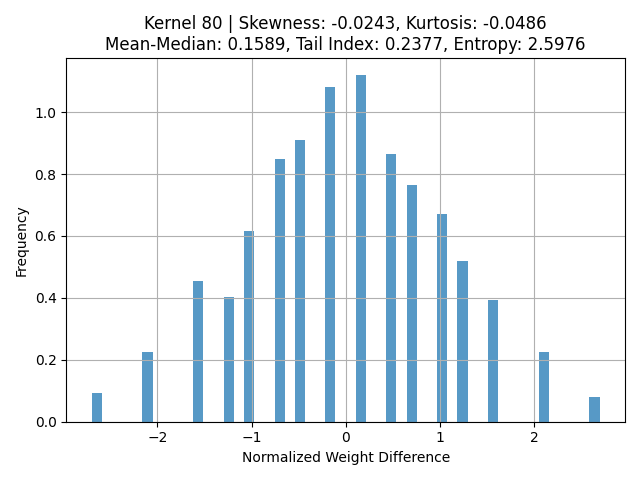 Kernel 80 | Skewness: -0.0243, Kurtosis: -0.0486
Mean-Median: 0.1589, Tail Index: 0.2377, Entropy: 2.5976
1.0
0.8
0.6
0.4
0.2
0.0
Frequency
−2
−1
0
1
2
Normalized Weight Difference